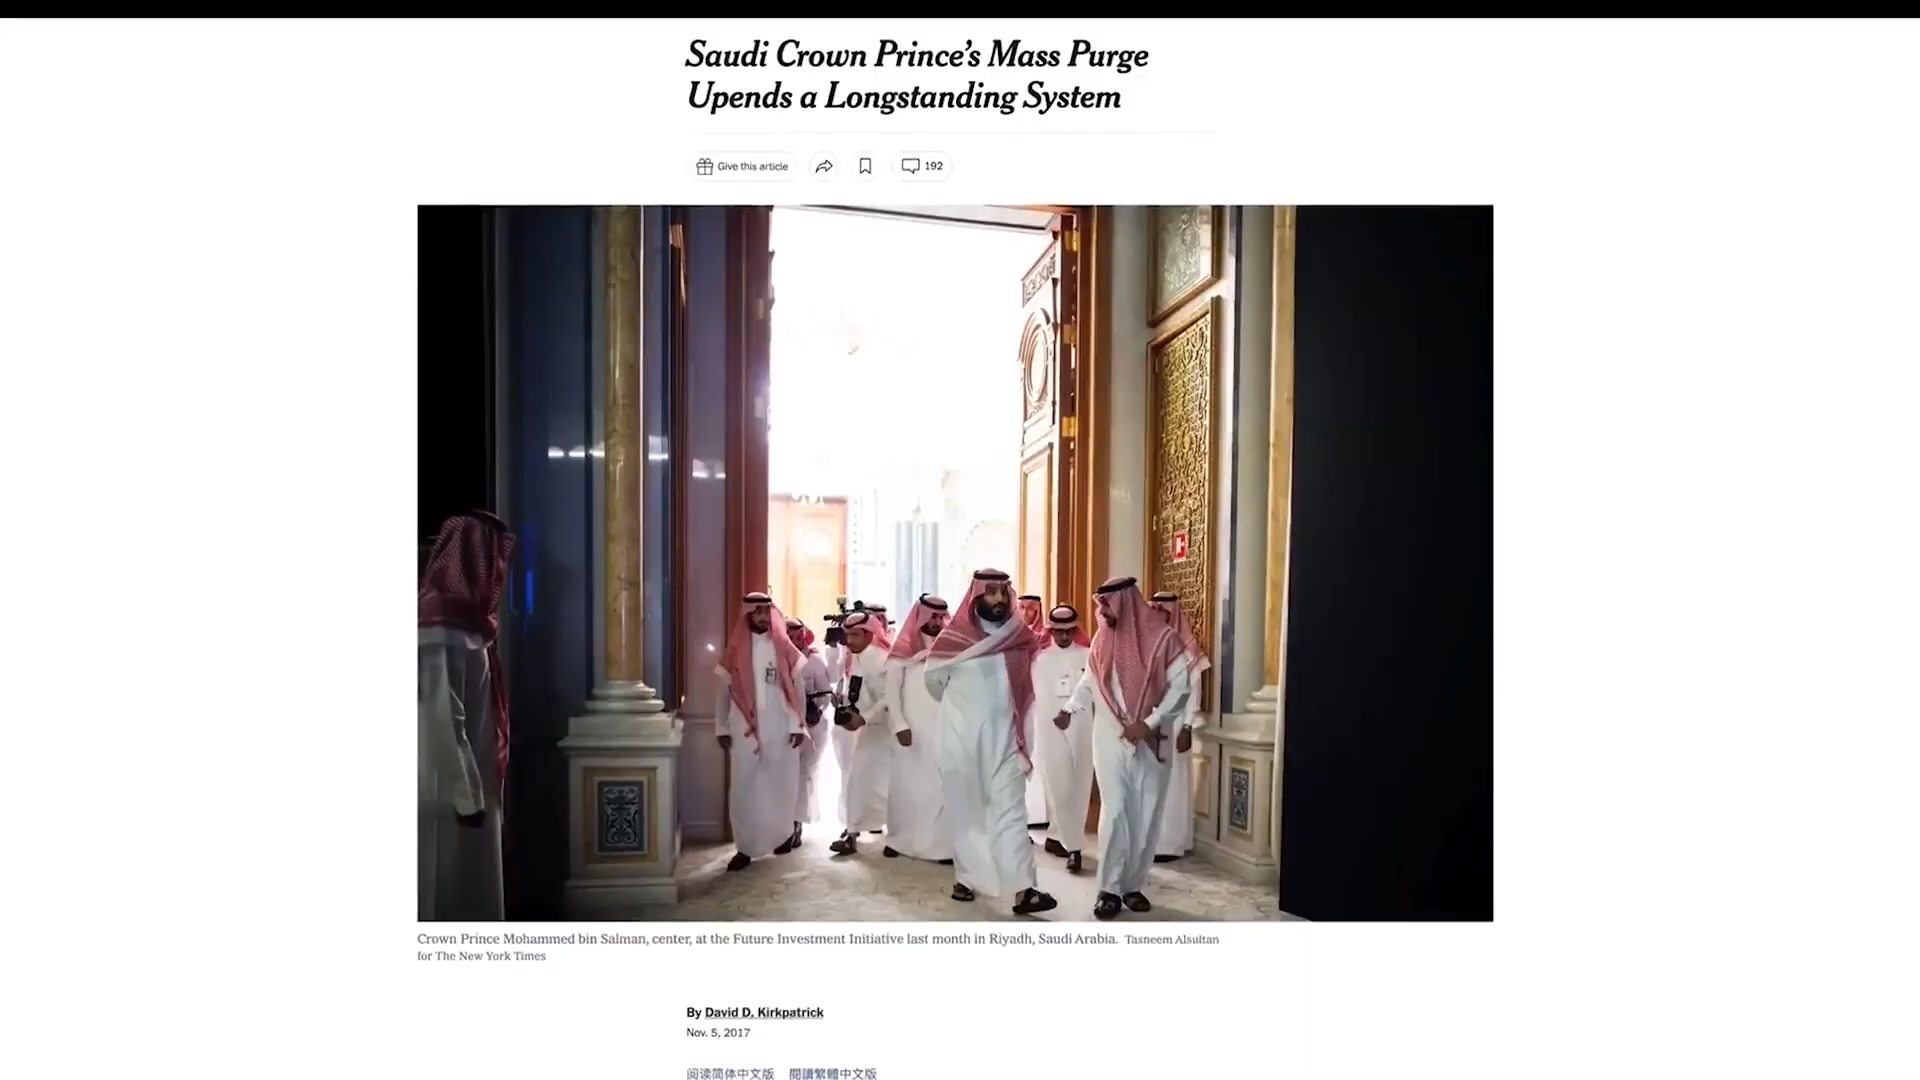 Saudi Crown Prince's Mass Purge
Upends a Longstanding System
Give this article
192
Crown Prince Mohammed bin Salman, center, at the Future Investment Initiative last month in Riyadh, Saudi Arabia. Tasneem Alsultan
for The New York Times
By David D. Kirkpatrick
Nov. 5, 2017
阅读简体中文版 閱讀繁體中文版